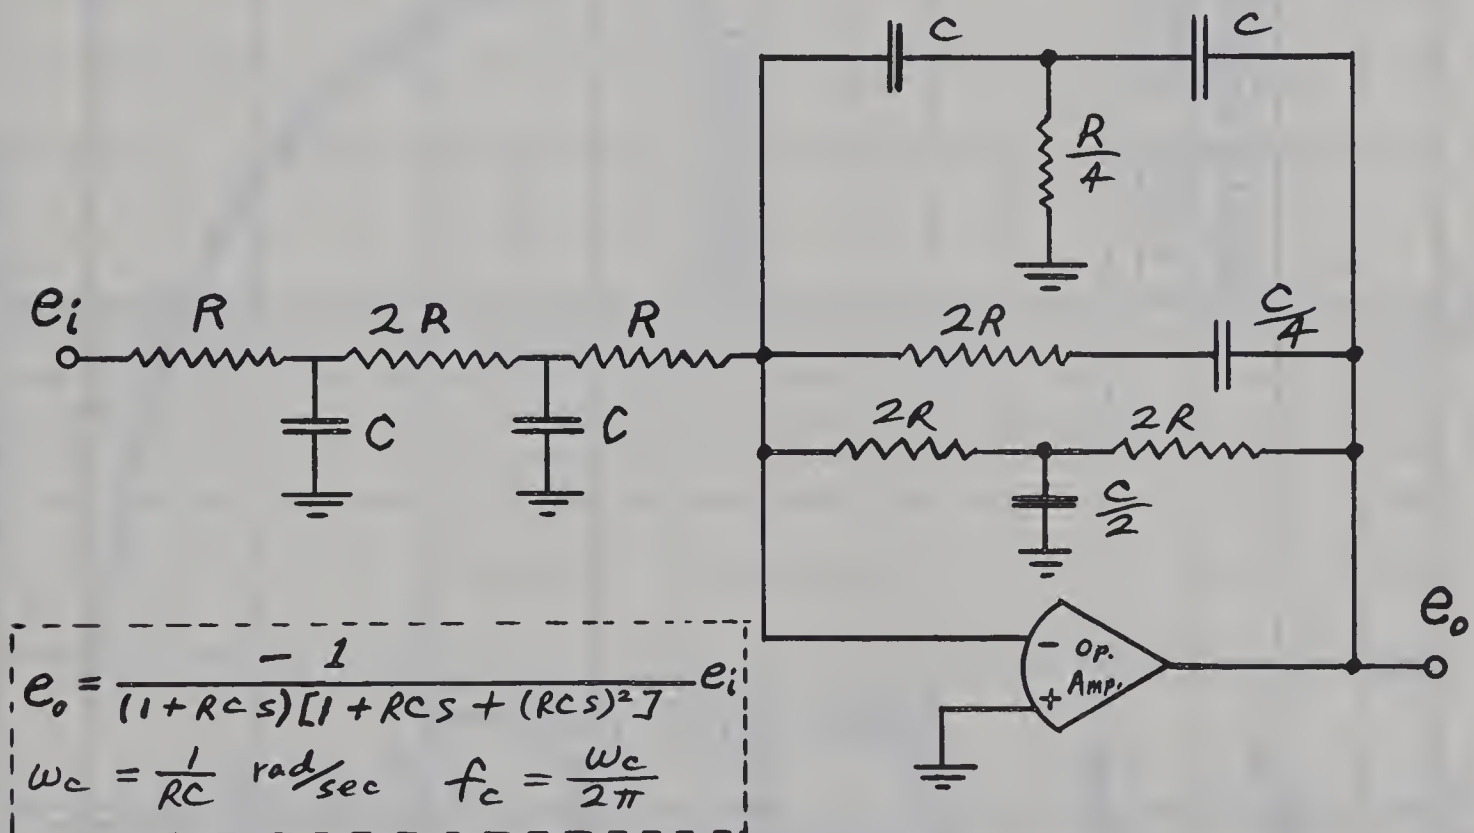 C
C
R/4
e_i
R
2R
R
2R
C/4
C
C
2R
2R
C/2
e_o
− Op. Amp. +
e_o = −1 / (1 + RCs)[1 + RCs + (RCs)²] e_i
ω_c = 1/RC rad/sec f_c = ω_c/2π